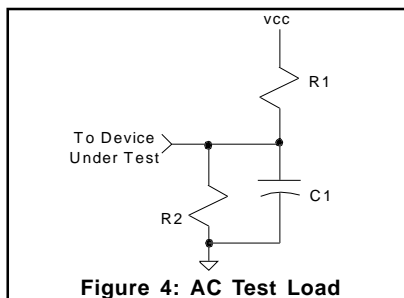 vcc
R1
To Device
Under Test
C1
R2
Figure 4: AC Test Load